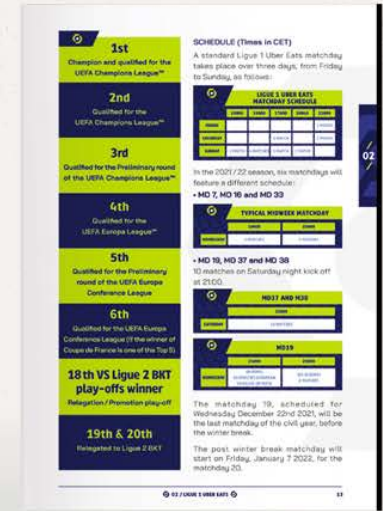 1st
Champion and qualified for the
UEFA Champions League™
2nd
Qualified for the
UEFA Champions League™
3rd
Qualified for the Preliminary round
of the UEFA Champions League™
4th
Qualified for the
UEFA Europa League™
5th
Qualified for the Preliminary
round of the UEFA Europa
Conference League
6th
Qualified for the UEFA Europa
Conference League (if the winner of
Coupe de France is one of the Top 5)
18th VS Ligue 2 BKT
play-offs winner
Relegation / Promotion play-off
19th & 20th
Relegated to Ligue 2 BKT
SCHEDULE (Times in CET)
A standard Ligue 1 Uber Eats matchday
takes place over three days, from Friday
to Sunday, as follows:
LIGUE 1 UBER EATS
MATCHDAY SCHEDULE
FRIDAY
SATURDAY
SUNDAY
In the 2021/22 season, six matchdays will
feature a different schedule:
• MD 7, MD 16 and MD 33
TYPICAL MIDWEEK MATCHDAY
WEDNESDAY
• MD 19, MD 37 and MD 38
10 matches on Saturday night kick off
at 21:00.
MD37 AND M38
SATURDAY
MD19
WEDNESDAY
The matchday 19, scheduled for
Wednesday December 22nd 2021, will be
the last matchday of the civil year, before
the winter break.
The post winter break matchday will
start on Friday, January 7 2022, for the
matchday 20.
02
02 / LIGUE 1 UBER EATS
13